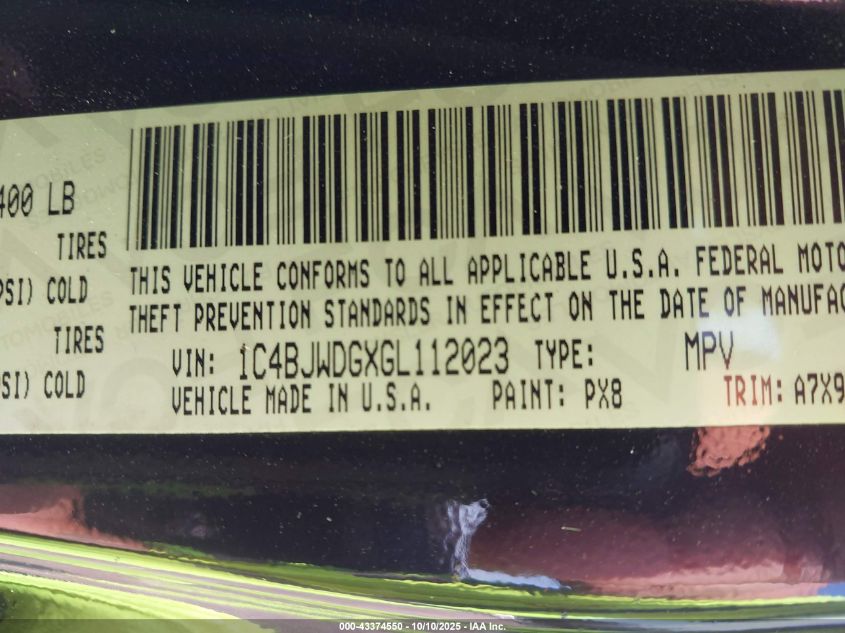 400 LB
TIRES
PSI) COLD
TIRES
PSI) COLD
THIS VEHICLE CONFORMS TO ALL APPLICABLE U.S.A. FEDERAL MOTO
THEFT PREVENTION STANDARDS IN EFFECT ON THE DATE OF MANUFAC
VIN: 1C4BJWDGXGL112023 TYPE: MPV
VEHICLE MADE IN U.S.A. PAINT: PX8 TRIM: A7X9
000-43374550 - 10/10/2025 - IAA Inc.